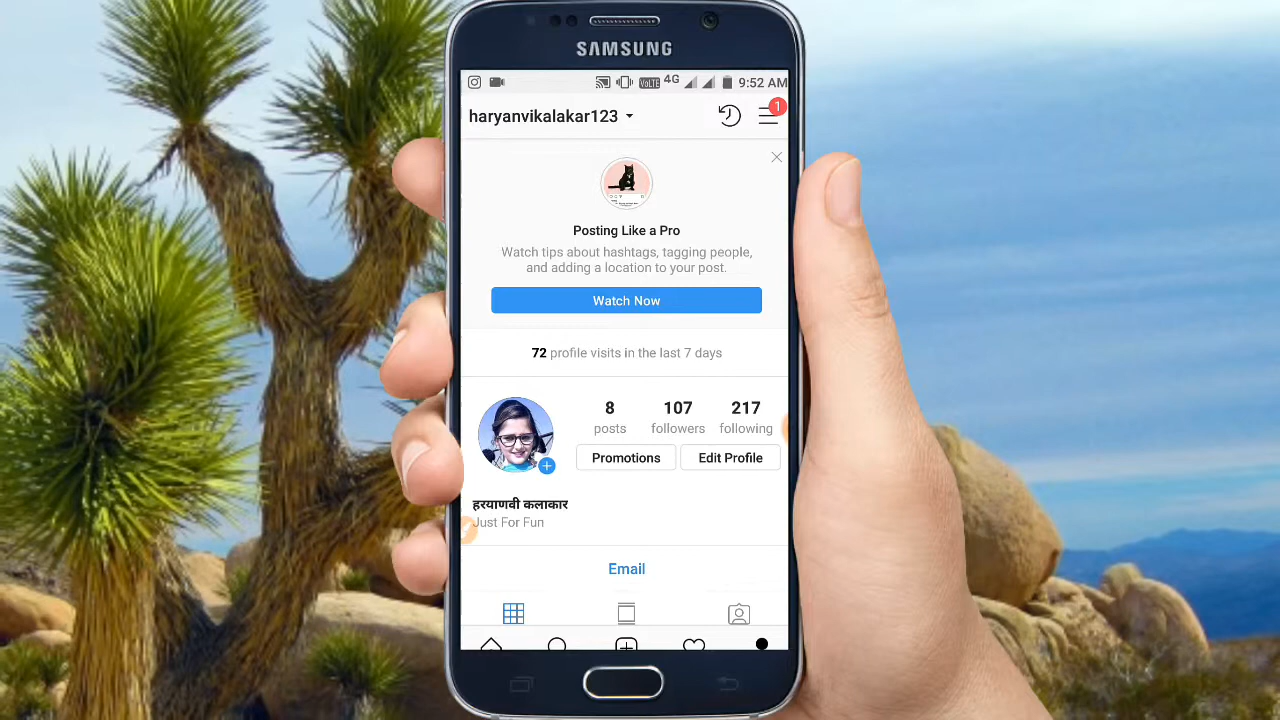 SAMSUNG
VoLTE 4G 9:52 AM
haryanvikalakar123 1
Posting Like a Pro
Watch tips about hashtags, tagging people,
and adding a location to your post.
Watch Now
72 profile visits in the last 7 days
8 107 217
posts followers following
Promotions Edit Profile
हरयाणवी कलाकार
Just For Fun
Email